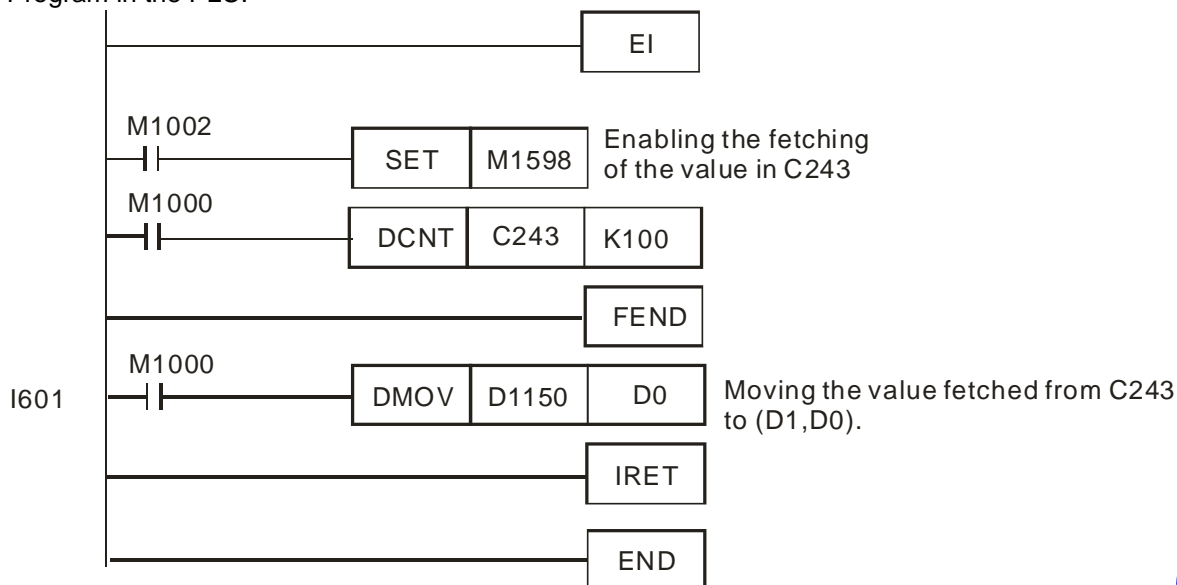 Program in the PLC:
EI
M1002
SET M1598 Enabling the fetching
of the value in C243
M1000
DCNT C243 K100
FEND
M1000
I601 DMOV D1150 D0 Moving the value fetched from C243
to (D1,D0).
IRET
END